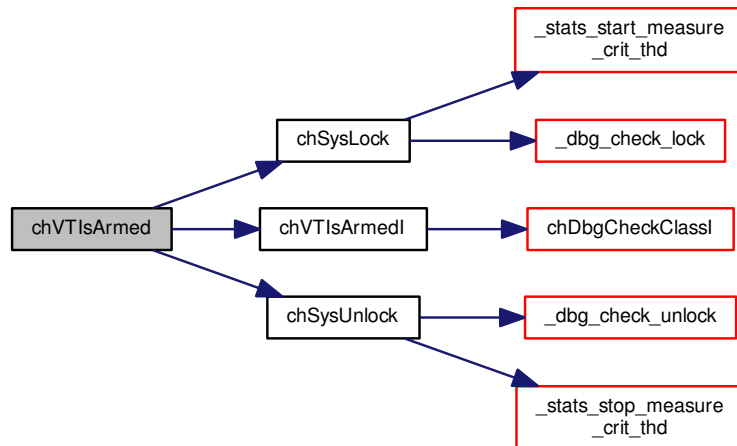 _stats_start_measure
_crit_thd
chSysLock
_dbg_check_lock
chVTIsArmed
chVTIsArmedI
chDbgCheckClassI
chSysUnlock
_dbg_check_unlock
_stats_stop_measure
_crit_thd